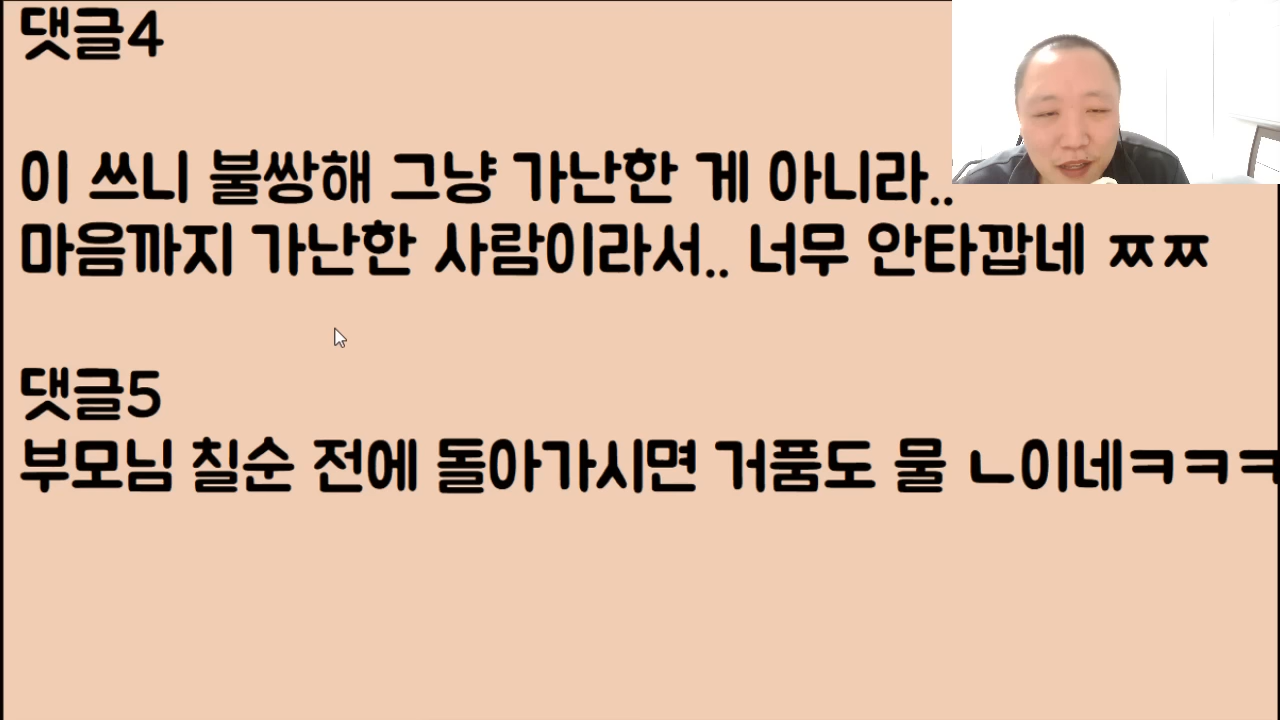 댓글4
이 쓰니 불쌍해 그냥 가난한 게 아니라..
마음까지 가난한 사람이라서.. 너무 안타깝네 ㅉㅉ
댓글5
부모님 칠순 전에 돌아가시면 거품도 물 ㄴ이네ㅋㅋㅋ